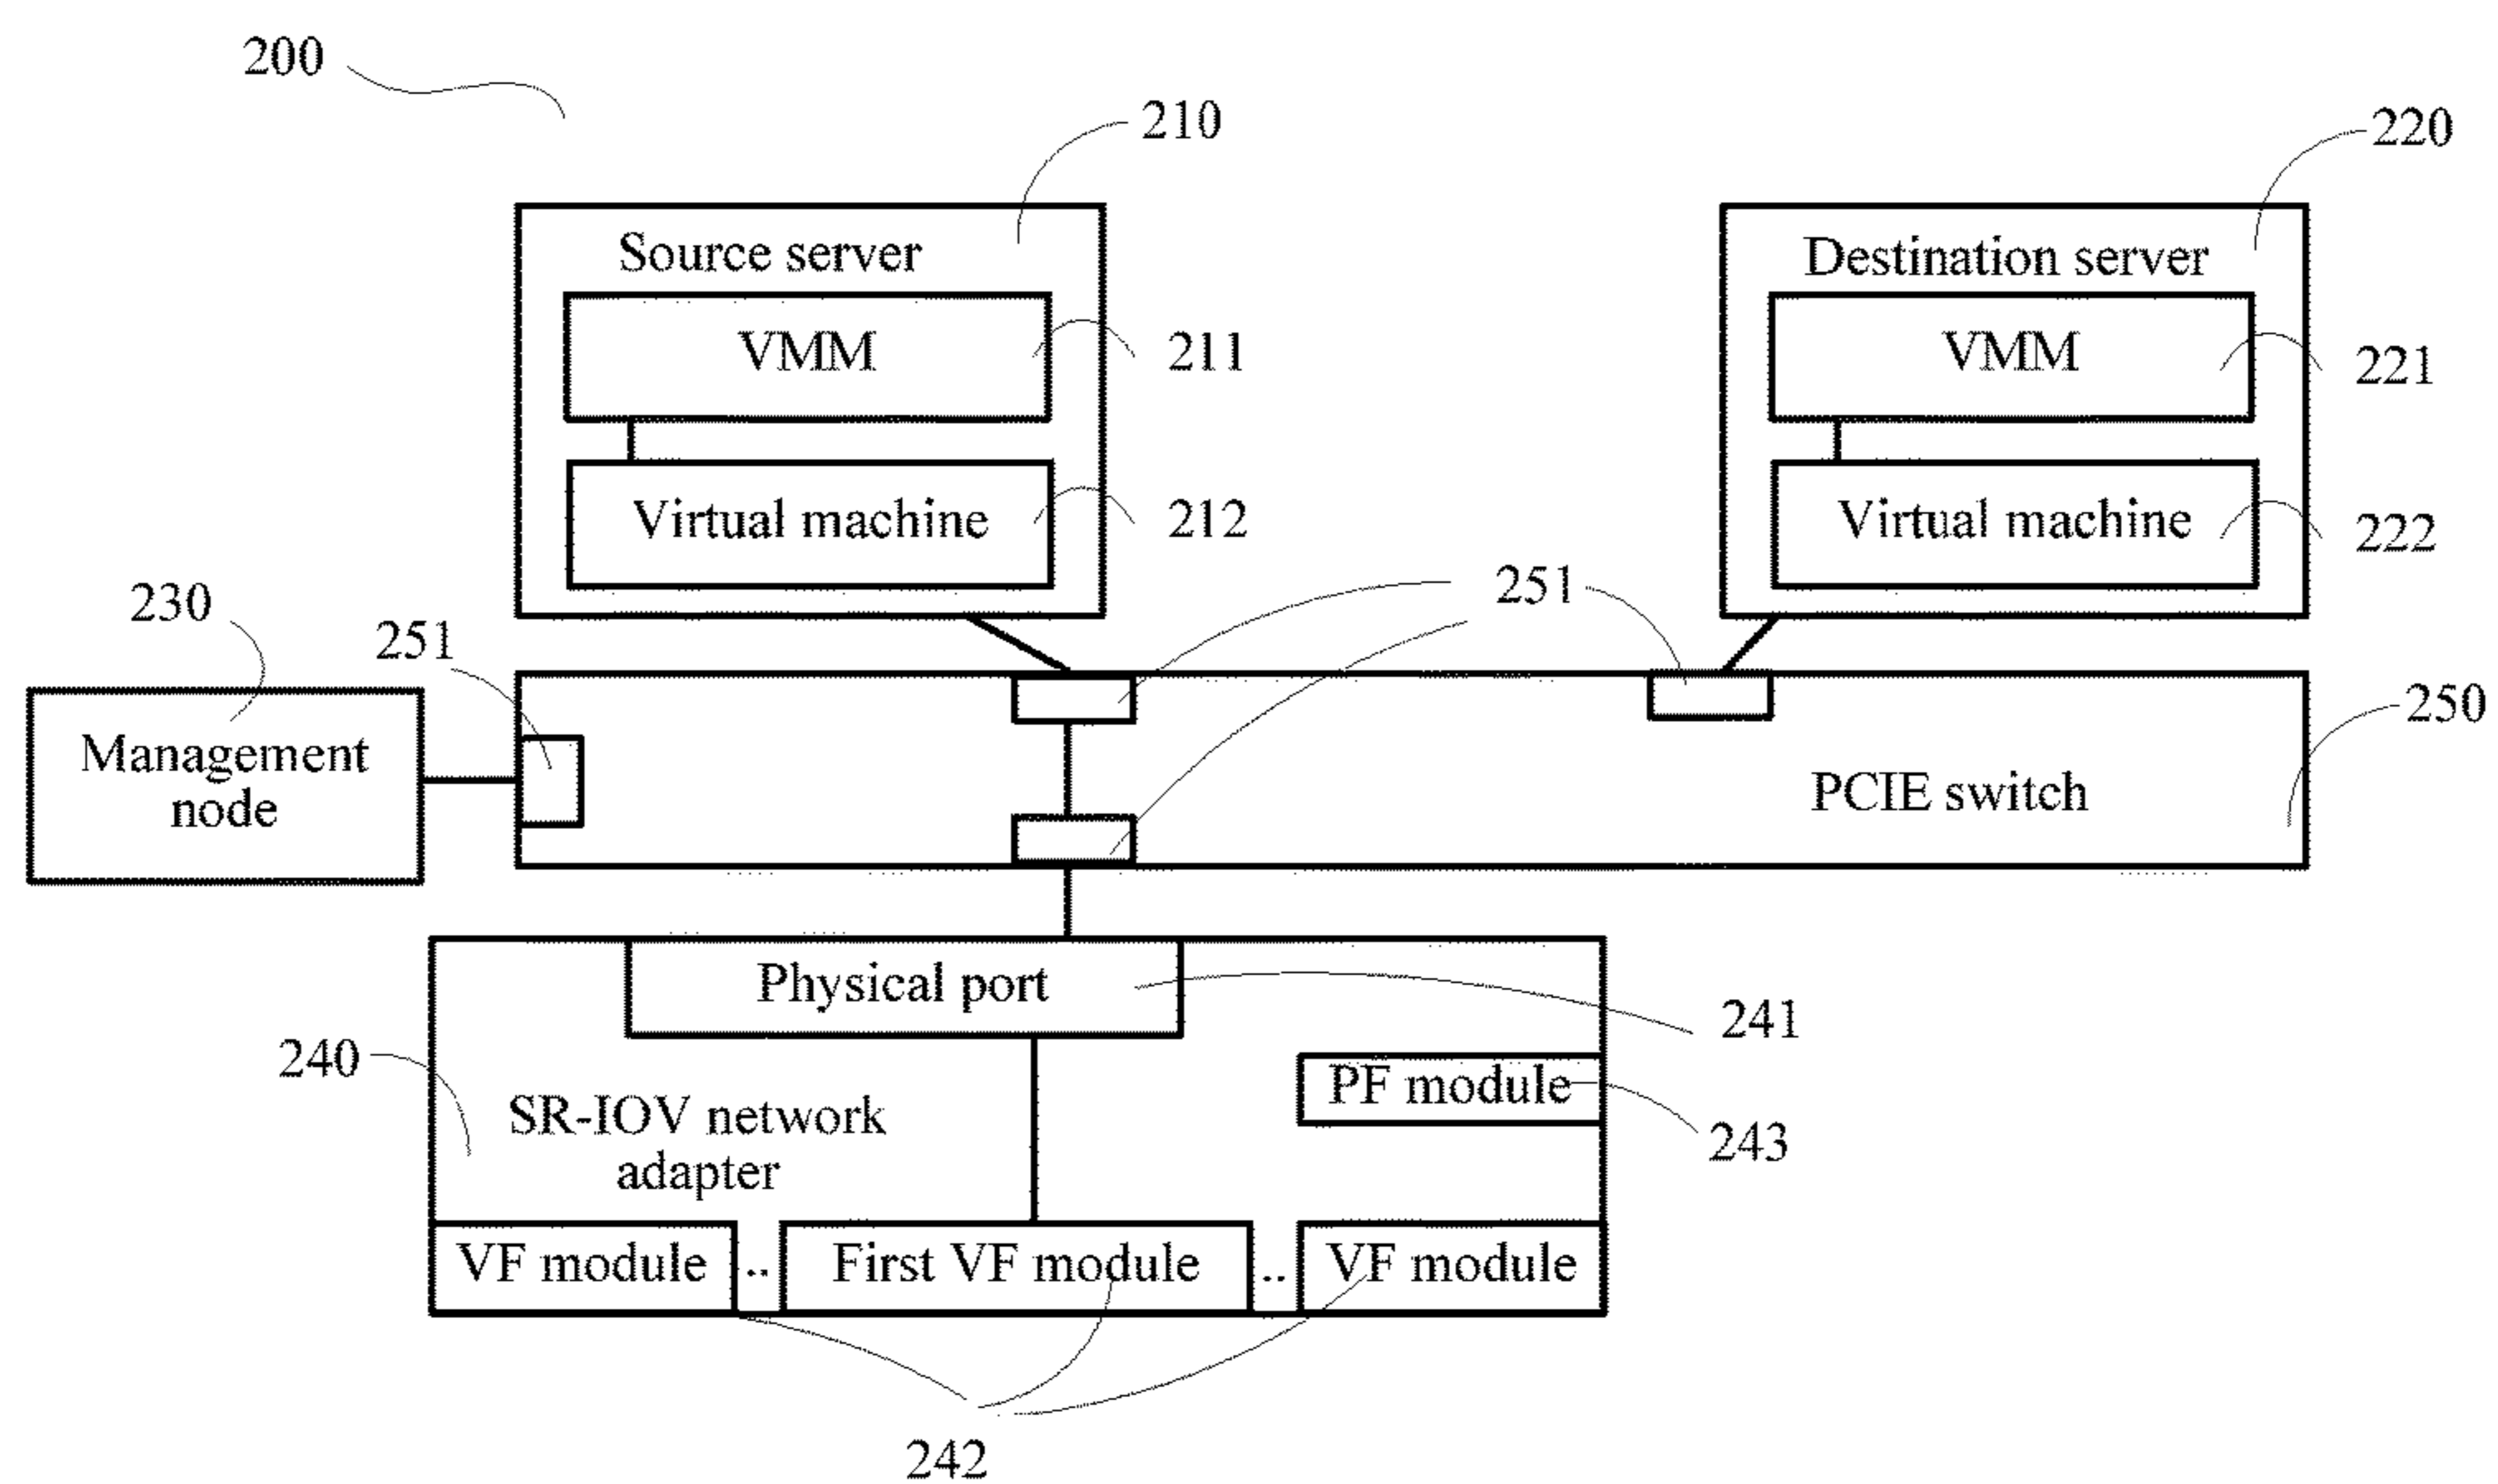 200
210
220
Source server
Destination server
VMM
211
VMM
221
Virtual machine
212
Virtual machine
222
251
230
251
250
Management
node
PCIE switch
Physical port
241
240
PF module
SR-IOV network
adapter
243
VF module
..
First VF module
..
VF module
242